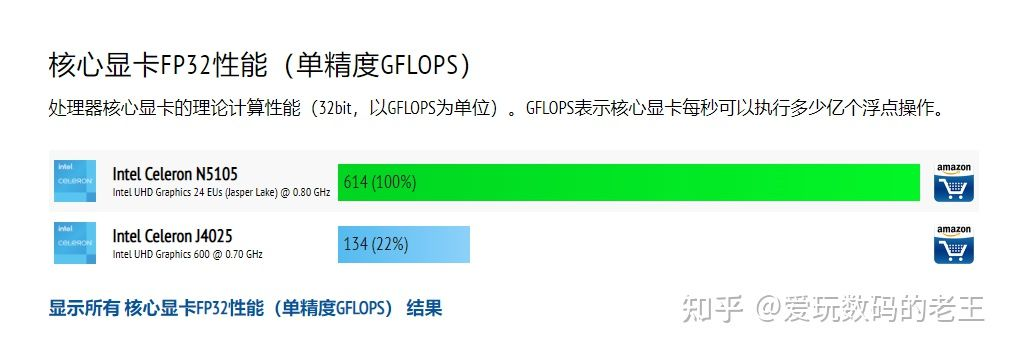 核心显卡FP32性能（单精度GFLOPS）
处理器核心显卡的理论计算性能（32bit，以GFLOPS为单位）。GFLOPS表示核心显卡每秒可以执行多少亿个浮点操作。
intel CELERON
Intel Celeron N5105
Intel UHD Graphics 24 EUs (Jasper Lake) @ 0.80 GHz
614 (100%)
amazon
intel CELERON
Intel Celeron J4025
Intel UHD Graphics 600 @ 0.70 GHz
134 (22%)
amazon
显示所有 核心显卡FP32性能（单精度GFLOPS） 结果
知乎 @爱玩数码的老王